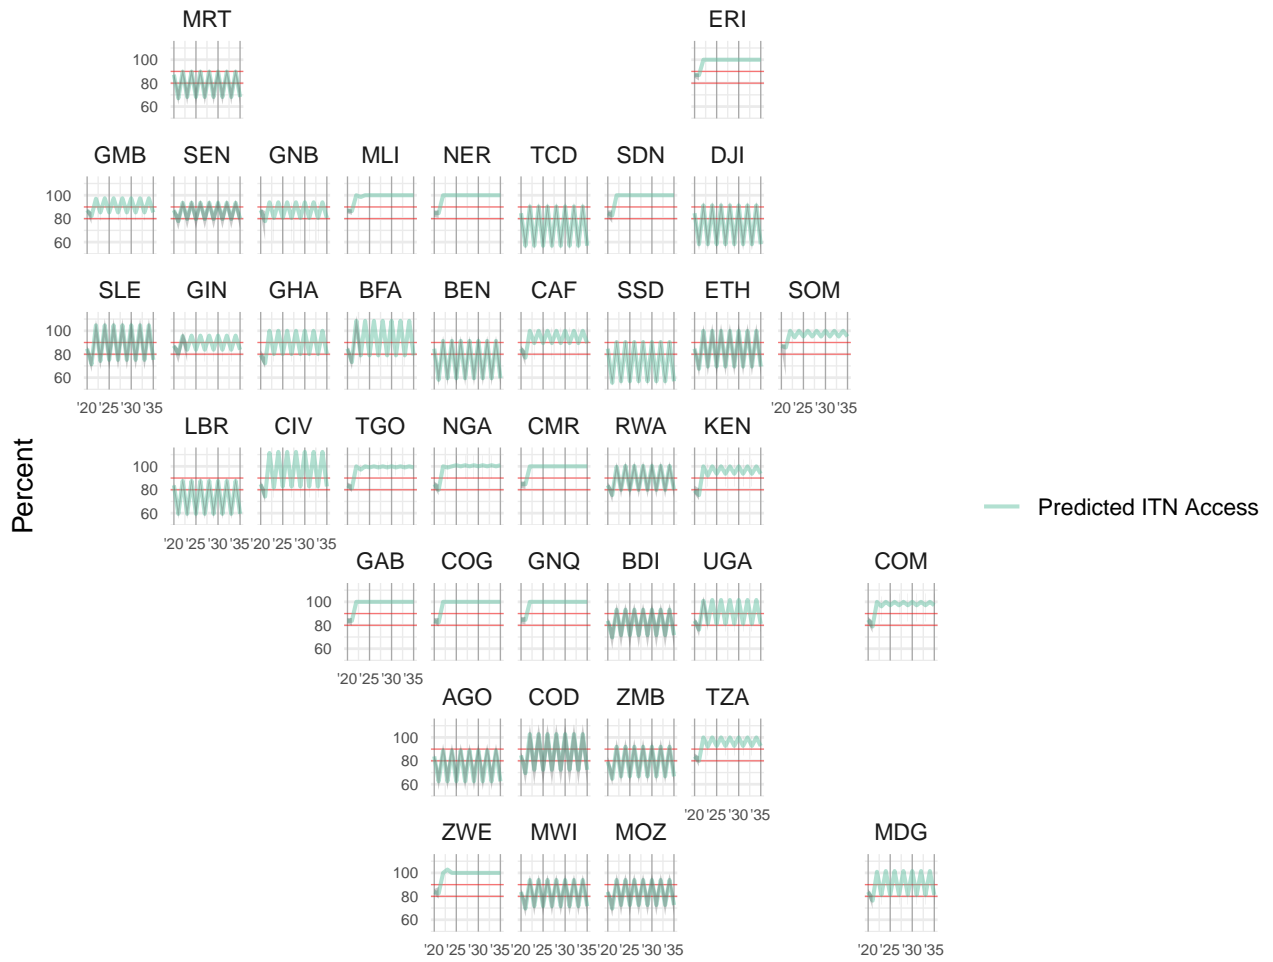 MRT ERI
100
80
60
GMB SEN GNB MLI NER TCD SDN DJI
100
80
60
SLE GIN GHA BFA BEN CAF SSD ETH SOM
100
80
60
'20 '25 '30 '35 '20 '25 '30 '35
LBR CIV TGO NGA CMR RWA KEN
100
80
60
'20 '25 '30 '35 '20 '25 '30 '35
GAB COG GNQ BDI UGA COM
100
80
60
'20 '25 '30 '35
AGO COD ZMB TZA
100
80
60
'20 '25 '30 '35
ZWE MWI MOZ MDG
100
80
60
'20 '25 '30 '35 '20 '25 '30 '35 '20 '25 '30 '35 '20 '25 '30 '35
Percent
Predicted ITN Access